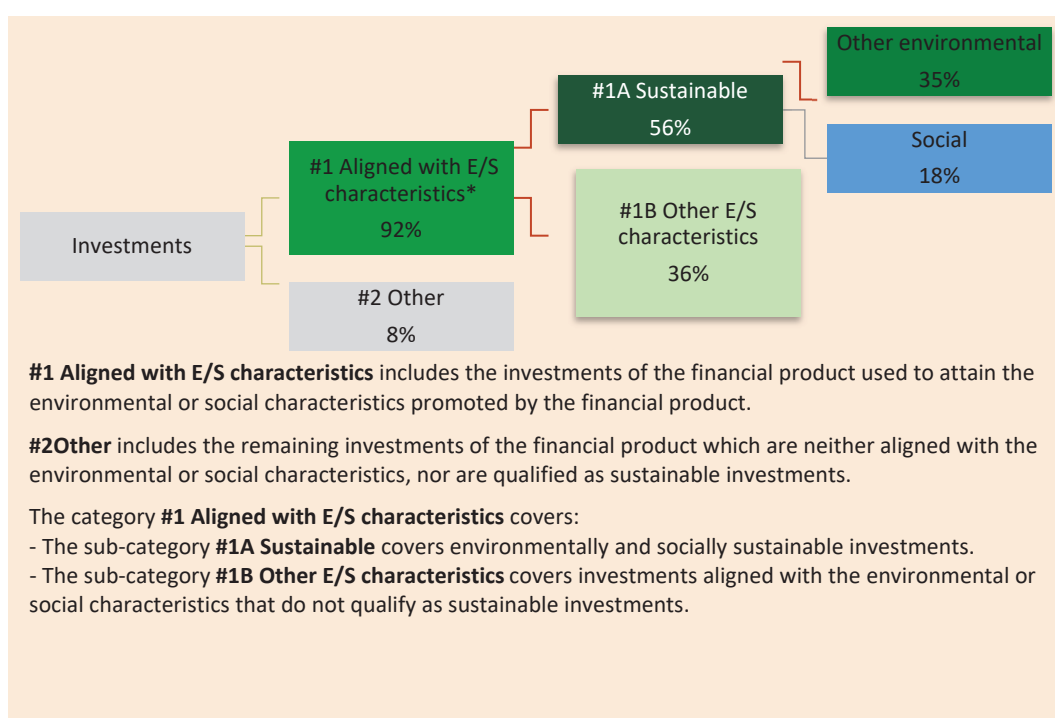 Other environmental
35%
#1A Sustainable
56%
Social
18%
#1 Aligned with E/S
characteristics*
92%
#1B Other E/S
characteristics
36%
Investments
#2 Other
8%
#1 Aligned with E/S characteristics includes the investments of the financial product used to attain the
environmental or social characteristics promoted by the financial product.
#2Other includes the remaining investments of the financial product which are neither aligned with the
environmental or social characteristics, nor are qualified as sustainable investments.
The category #1 Aligned with E/S characteristics covers:
- The sub-category #1A Sustainable covers environmentally and socially sustainable investments.
- The sub-category #1B Other E/S characteristics covers investments aligned with the environmental or
social characteristics that do not qualify as sustainable investments.